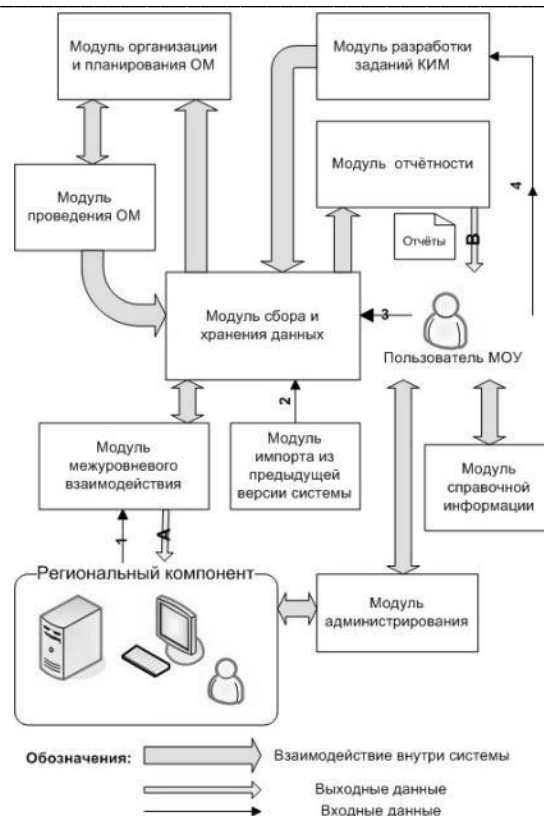 Модуль организации
и планирования ОМ
Модуль разработки
заданий КИМ
Модуль отчётности
4
Модуль
проведения ОМ
Отчёты
В
Модуль сбора и
хранения данных
3
Пользователь МОУ
2
Модуль
межуровневого
взаимодействия
Модуль
импорта из
предыдущей
версии системы
Модуль
справочной
информации
1
А
Региональный компонент
Модуль
администрирования
Обозначения:
Взаимодействие внутри системы
Выходные данные
Входные данные